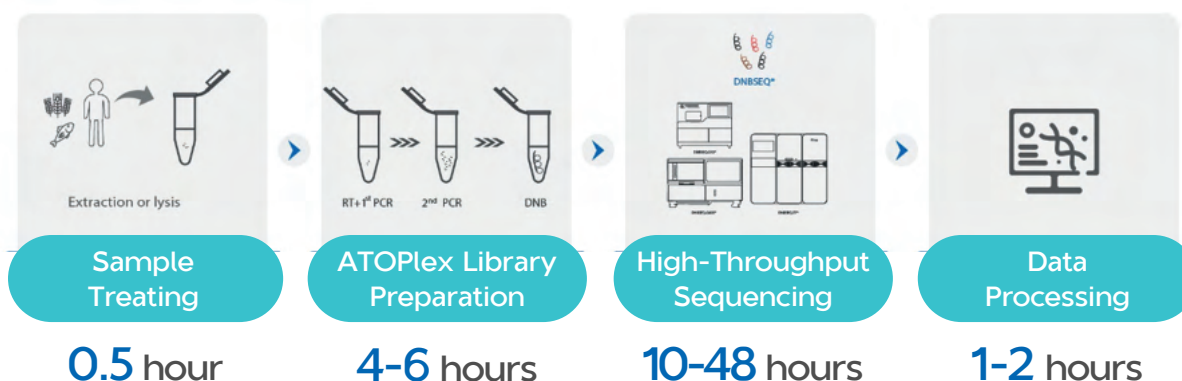 DNBSEQ™
Extraction or lysis
RT+1st PCR
2nd PCR
DNB
Sample
Treating
ATOPlex Library
Preparation
High-Throughput
Sequencing
Data
Processing
0.5 hour
4-6 hours
10-48 hours
1-2 hours